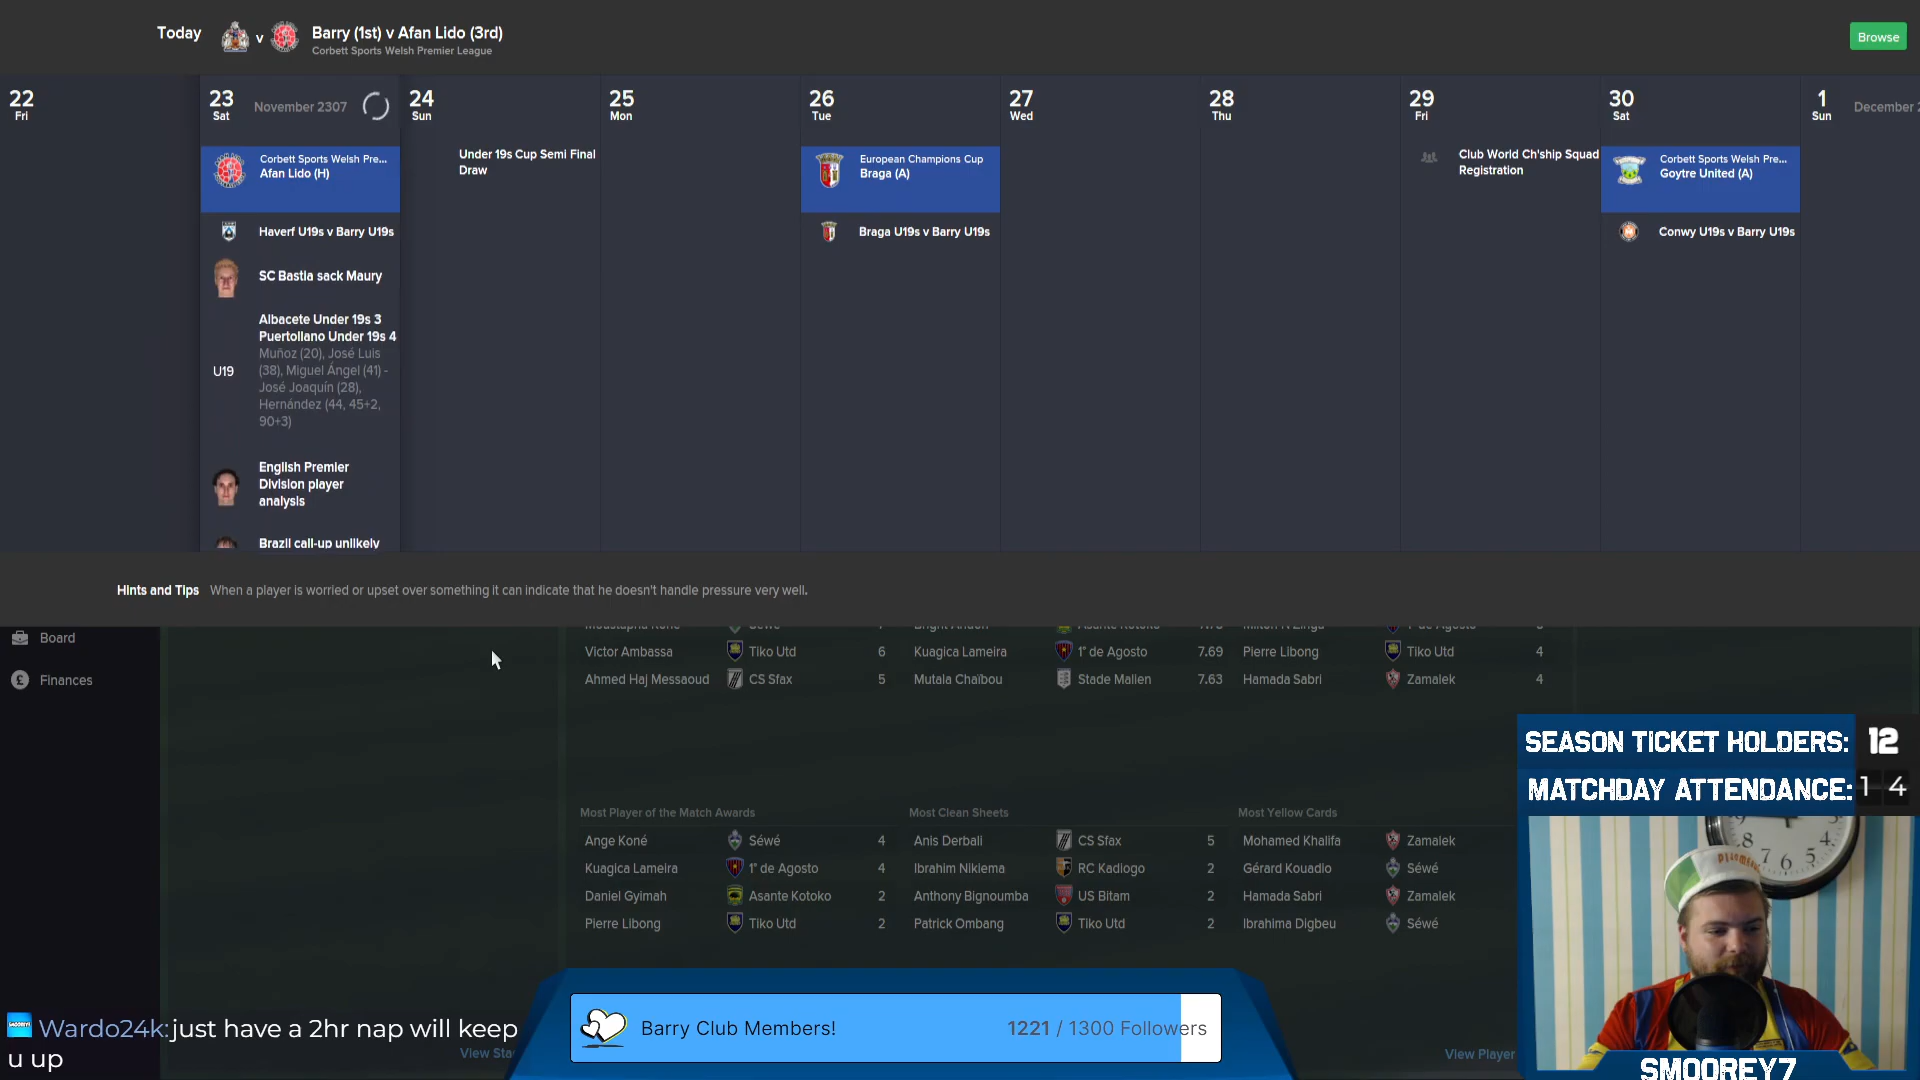 Today
v
Barry (1st) v Afan Lido (3rd)
Corbett Sports Welsh Premier League
Browse
22
Fri
23
Sat
November 2307
24
Sun
25
Mon
26
Tue
27
Wed
28
Thu
29
Fri
30
Sat
1
Sun
December
Corbett Sports Welsh Pre...
Afan Lido (H)
Under 19s Cup Semi Final
Draw
European Champions Cup
Braga (A)
Club World Ch'ship Squad
Registration
Corbett Sports Welsh Pre...
Goytre United (A)
Haverf U19s v Barry U19s
Braga U19s v Barry U19s
Conwy U19s v Barry U19s
SC Bastia sack Maury
U19
Albacete Under 19s 3
Puertollano Under 19s 4
Muñoz (20), José Luis
(38), Miguel Ángel (41) -
José Joaquín (28),
Hernández (44, 45+2,
90+3)
English Premier
Division player
analysis
Brazil call-up unlikely
Hints and Tips When a player is worried or upset over something it can indicate that he doesn't handle pressure very well.
Board
Finances
Victor Ambassa Tiko Utd 6 Kuagica Lameira 1º de Agosto 7.69 Pierre Libong Tiko Utd 4
Ahmed Haj Messaoud CS Sfax 5 Mutala Chaïbou Stade Malien 7.63 Hamada Sabri Zamalek 4
Most Player of the Match Awards Most Clean Sheets Most Yellow Cards
Ange Koné Séwé 4 Anis Derbali CS Sfax 5 Mohamed Khalifa Zamalek
Kuagica Lameira 1º de Agosto 4 Ibrahim Nikiema RC Kadiogo 2 Gérard Kouadio Séwé
Daniel Gyimah Asante Kotoko 2 Anthony Bignoumba US Bitam 2 Hamada Sabri Zamalek
Pierre Libong Tiko Utd 2 Patrick Ombang Tiko Utd 2 Ibrahima Digbeu Séwé
View Player
SEASON TICKET HOLDERS: 12
MATCHDAY ATTENDANCE: 14
Wardo24k: just have a 2hr nap will keep
u up
Barry Club Members! 1221 / 1300 Followers
SMOOREY7